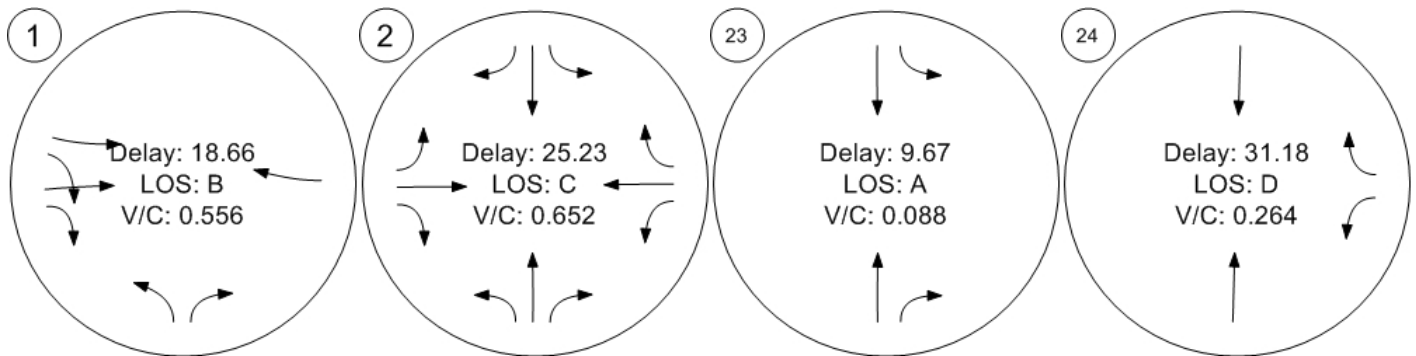 1
Delay: 18.66
LOS: B
V/C: 0.556
2
Delay: 25.23
LOS: C
V/C: 0.652
23
Delay: 9.67
LOS: A
V/C: 0.088
24
Delay: 31.18
LOS: D
V/C: 0.264